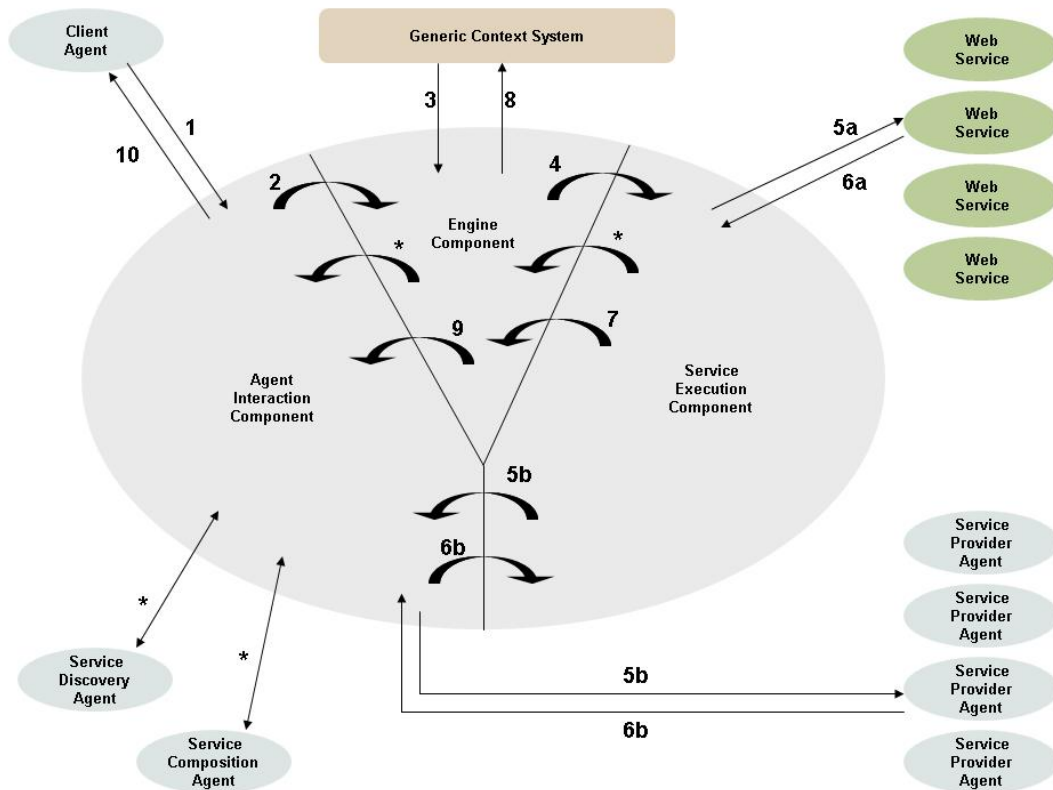 Client
Agent
Generic Context System
Web
Service
3
8
1
10
5a
6a
Web
Service
2
4
Engine
Component
*
*
Web
Service
Web
Service
9
7
Agent
Interaction
Component
Service
Execution
Component
5b
6b
*
*
Service
Discovery
Agent
Service
Composition
Agent
5b
6b
Service
Provider
Agent
Service
Provider
Agent
Service
Provider
Agent
Service
Provider
Agent